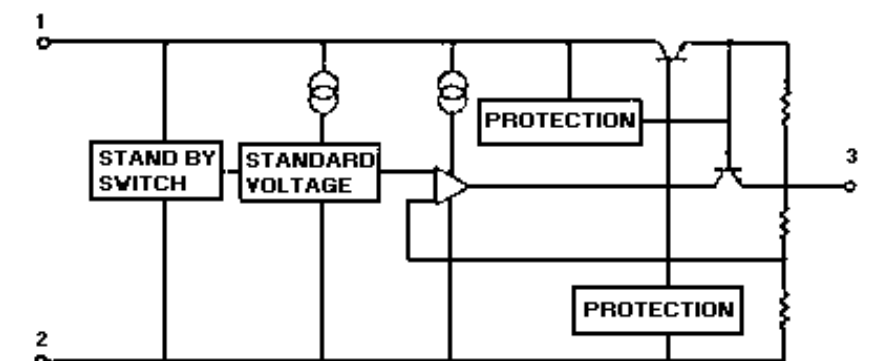 1
PROTECTION
STAND BY
SWITCH
STANDARD
VOLTAGE
3
PROTECTION
2